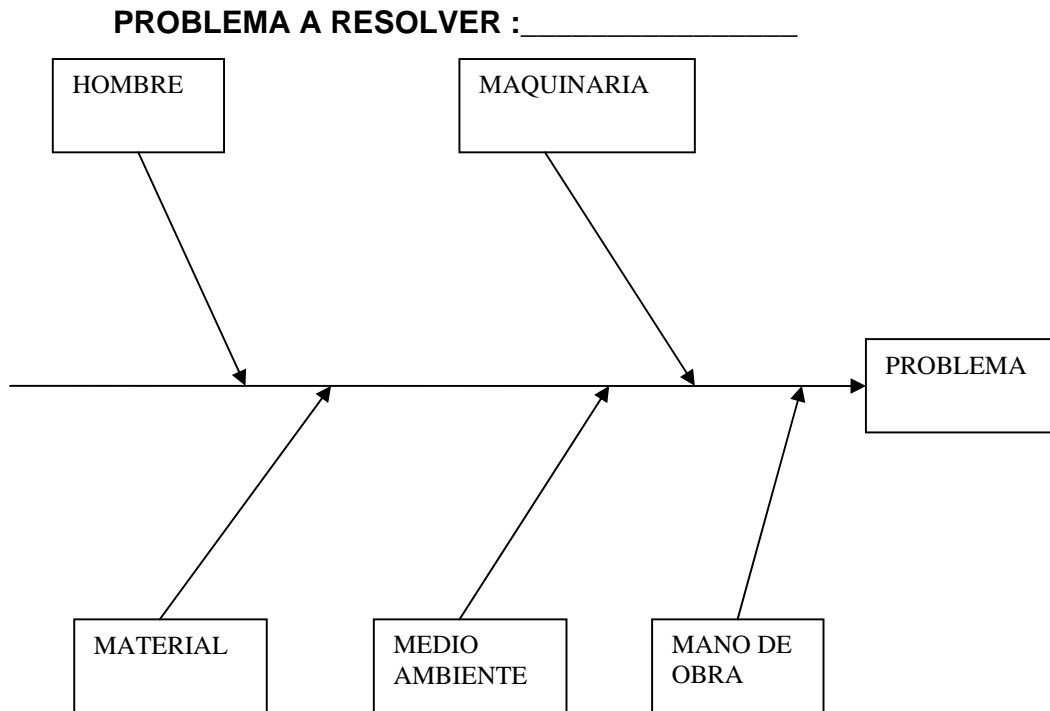 PROBLEMA A RESOLVER :________________
HOMBRE
MAQUINARIA
PROBLEMA
MATERIAL
MEDIO
AMBIENTE
MANO DE
OBRA